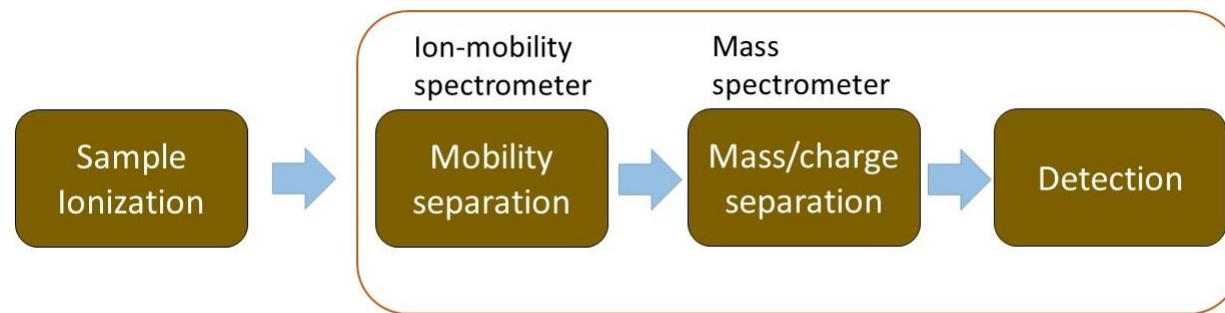 Ion-mobility
spectrometer
Mass
spectrometer
Sample
Ionization
Mobility
separation
Mass/charge
separation
Detection